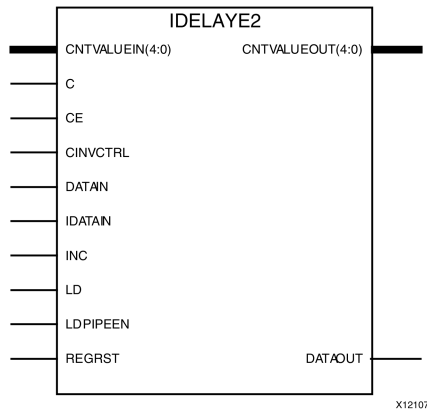 IDELAYE2
CNTVALUEIN(4:0) CNTVALUEOUT(4:0)
C
CE
CINVCTRL
DATAIN
IDATAIN
INC
LD
LDPIPEEN
REGRST DATAOUT
X12107